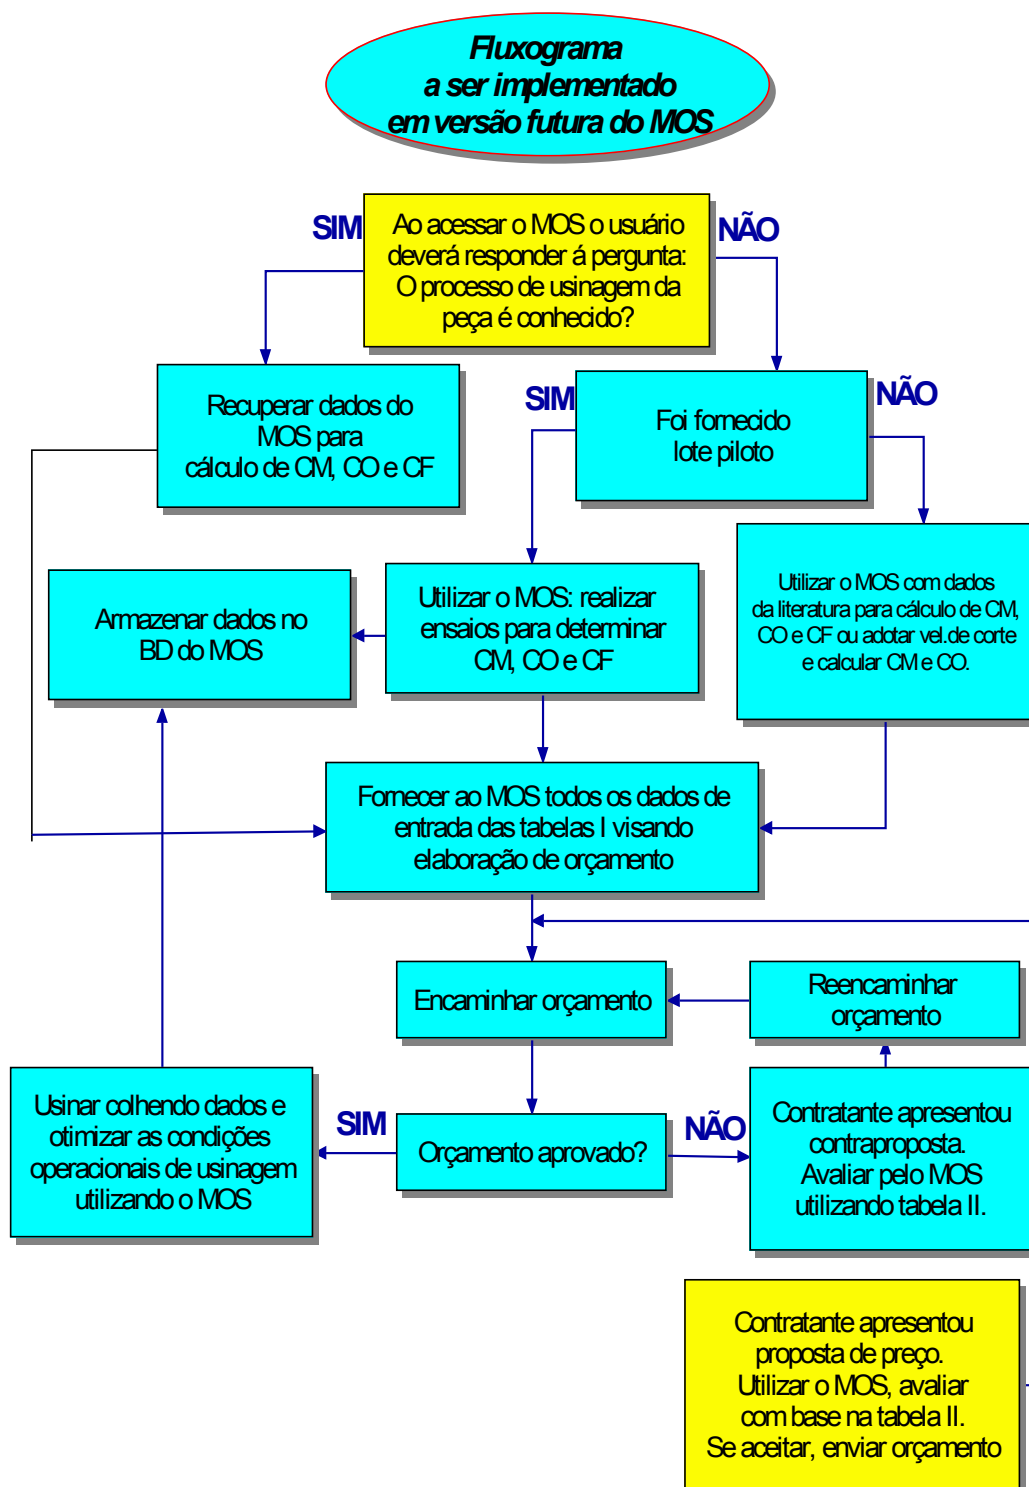 Fluxograma
a ser implementado
em versão futura do MOS
SIM
Ao acessar o MOS o usuário
deverá responder á pergunta:
O processo de usinagem da
peça é conhecido?
NÃO
Recuperar dados do
MOS para
cálculo de CM, CO e CF
SIM
Foi fornecido
lote piloto
NÃO
Armazenar dados no
BD do MOS
Utilizar o MOS: realizar
ensaios para determinar
CM, CO e CF
Utilizar o MOS com dados
da literatura para cálculo de CM,
CO e CF ou adotar vel.de corte
e calcular CM e CO.
Fornecer ao MOS todos os dados de
entrada das tabelas I visando
elaboração de orçamento
Encaminhar orçamento
Reencaminhar
orçamento
Usinar colhendo dados e
otimizar as condições
operacionais de usinagem
utilizando o MOS
SIM
Orçamento aprovado?
NÃO
Contratante apresentou
contraproposta.
Avaliar pelo MOS
utilizando tabela II.
Contratante apresentou
proposta de preço.
Utilizar o MOS, avaliar
com base na tabela II.
Se aceitar, enviar orçamento